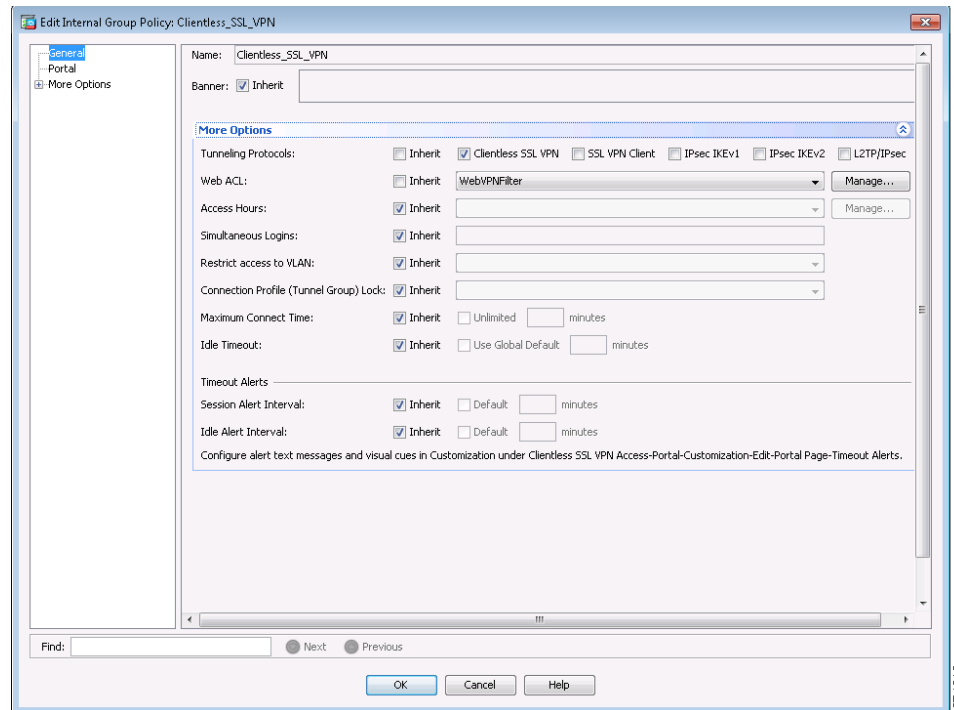 Edit Internal Group Policy: Clientless_SSL_VPN
General
Portal
More Options
Name: Clientless_SSL_VPN
Banner: Inherit
More Options
Tunneling Protocols: Inherit Clientless SSL VPN SSL VPN Client IPsec IKEv1 IPsec IKEv2 L2TP/IPsec
Web ACL: Inherit WebVPNFilter Manage...
Access Hours: Inherit Manage...
Simultaneous Logins: Inherit
Restrict access to VLAN: Inherit
Connection Profile (Tunnel Group) Lock: Inherit
Maximum Connect Time: Inherit Unlimited minutes
Idle Timeout: Inherit Use Global Default minutes
Timeout Alerts
Session Alert Interval: Inherit Default minutes
Idle Alert Interval: Inherit Default minutes
Configure alert text messages and visual cues in Customization under Clientless SSL VPN Access-Portal-Customization-Edit-Portal Page-Timeout Alerts.
Find: Next Previous
OK Cancel Help